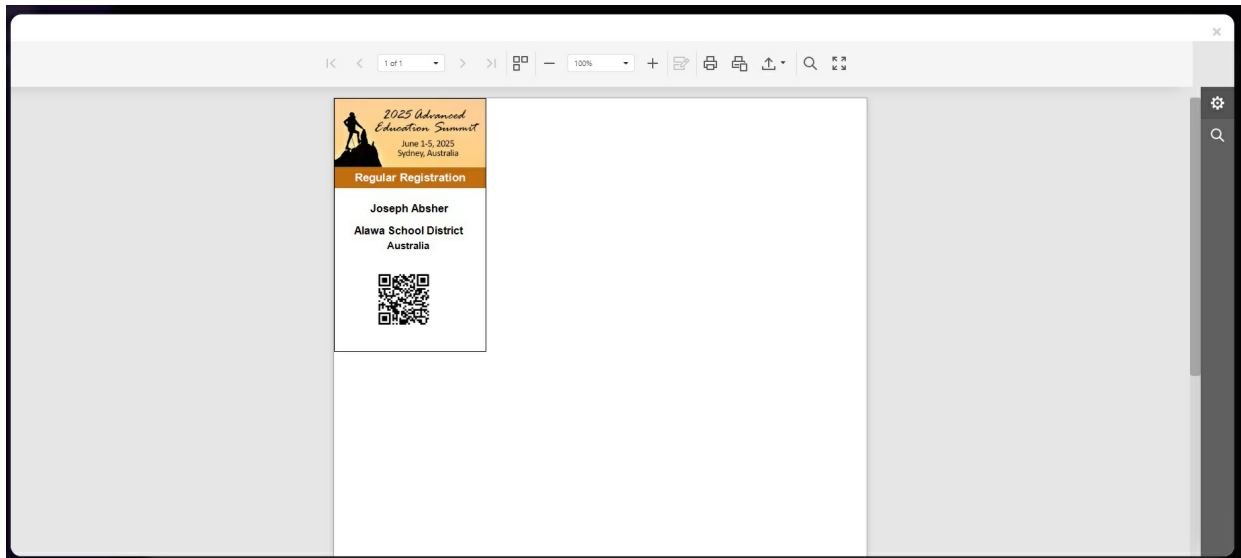 1 of 1
100%
2025 Advanced
Education Summit
June 1-5, 2025
Sydney, Australia
Regular Registration
Joseph Absher
Alawa School District
Australia